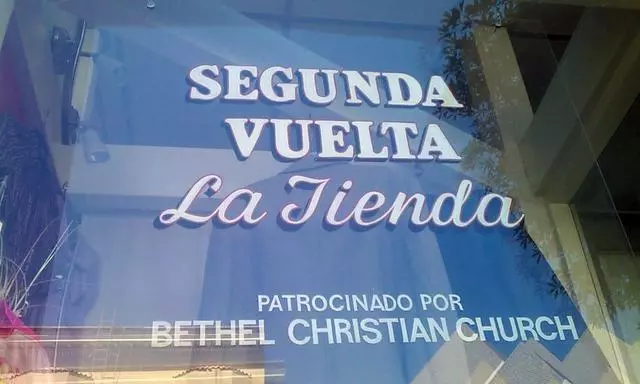 SEGUNDA
VUELTA
La Tienda
PATROCINADO POR
BETHEL CHRISTIAN CHURCH